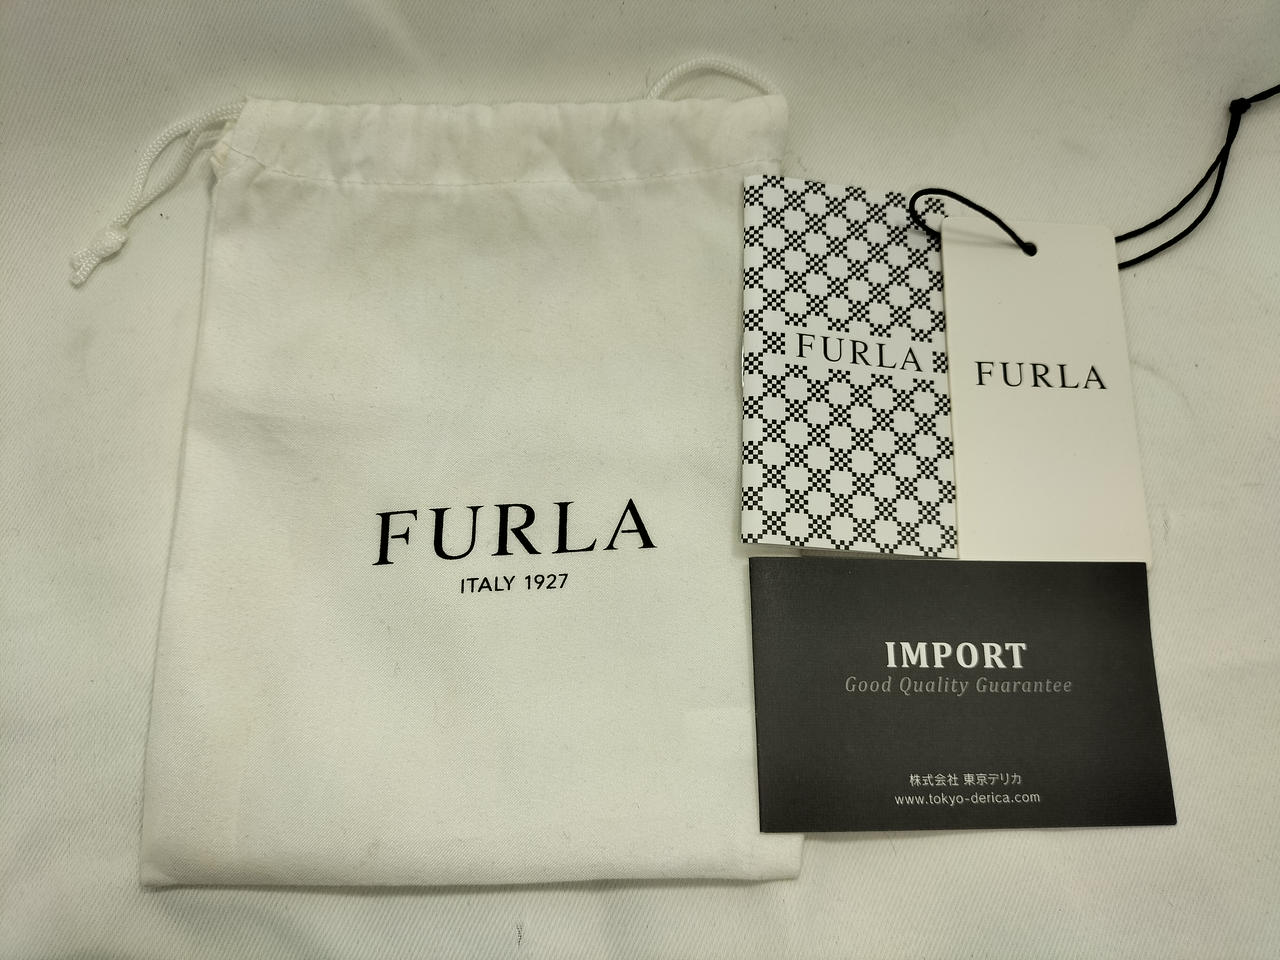 FURLA
ITALY 1927
FURLA
FURLA
IMPORT
Good Quality Guarantee
株式会社 東京デリカ
www.tokyo-derica.com